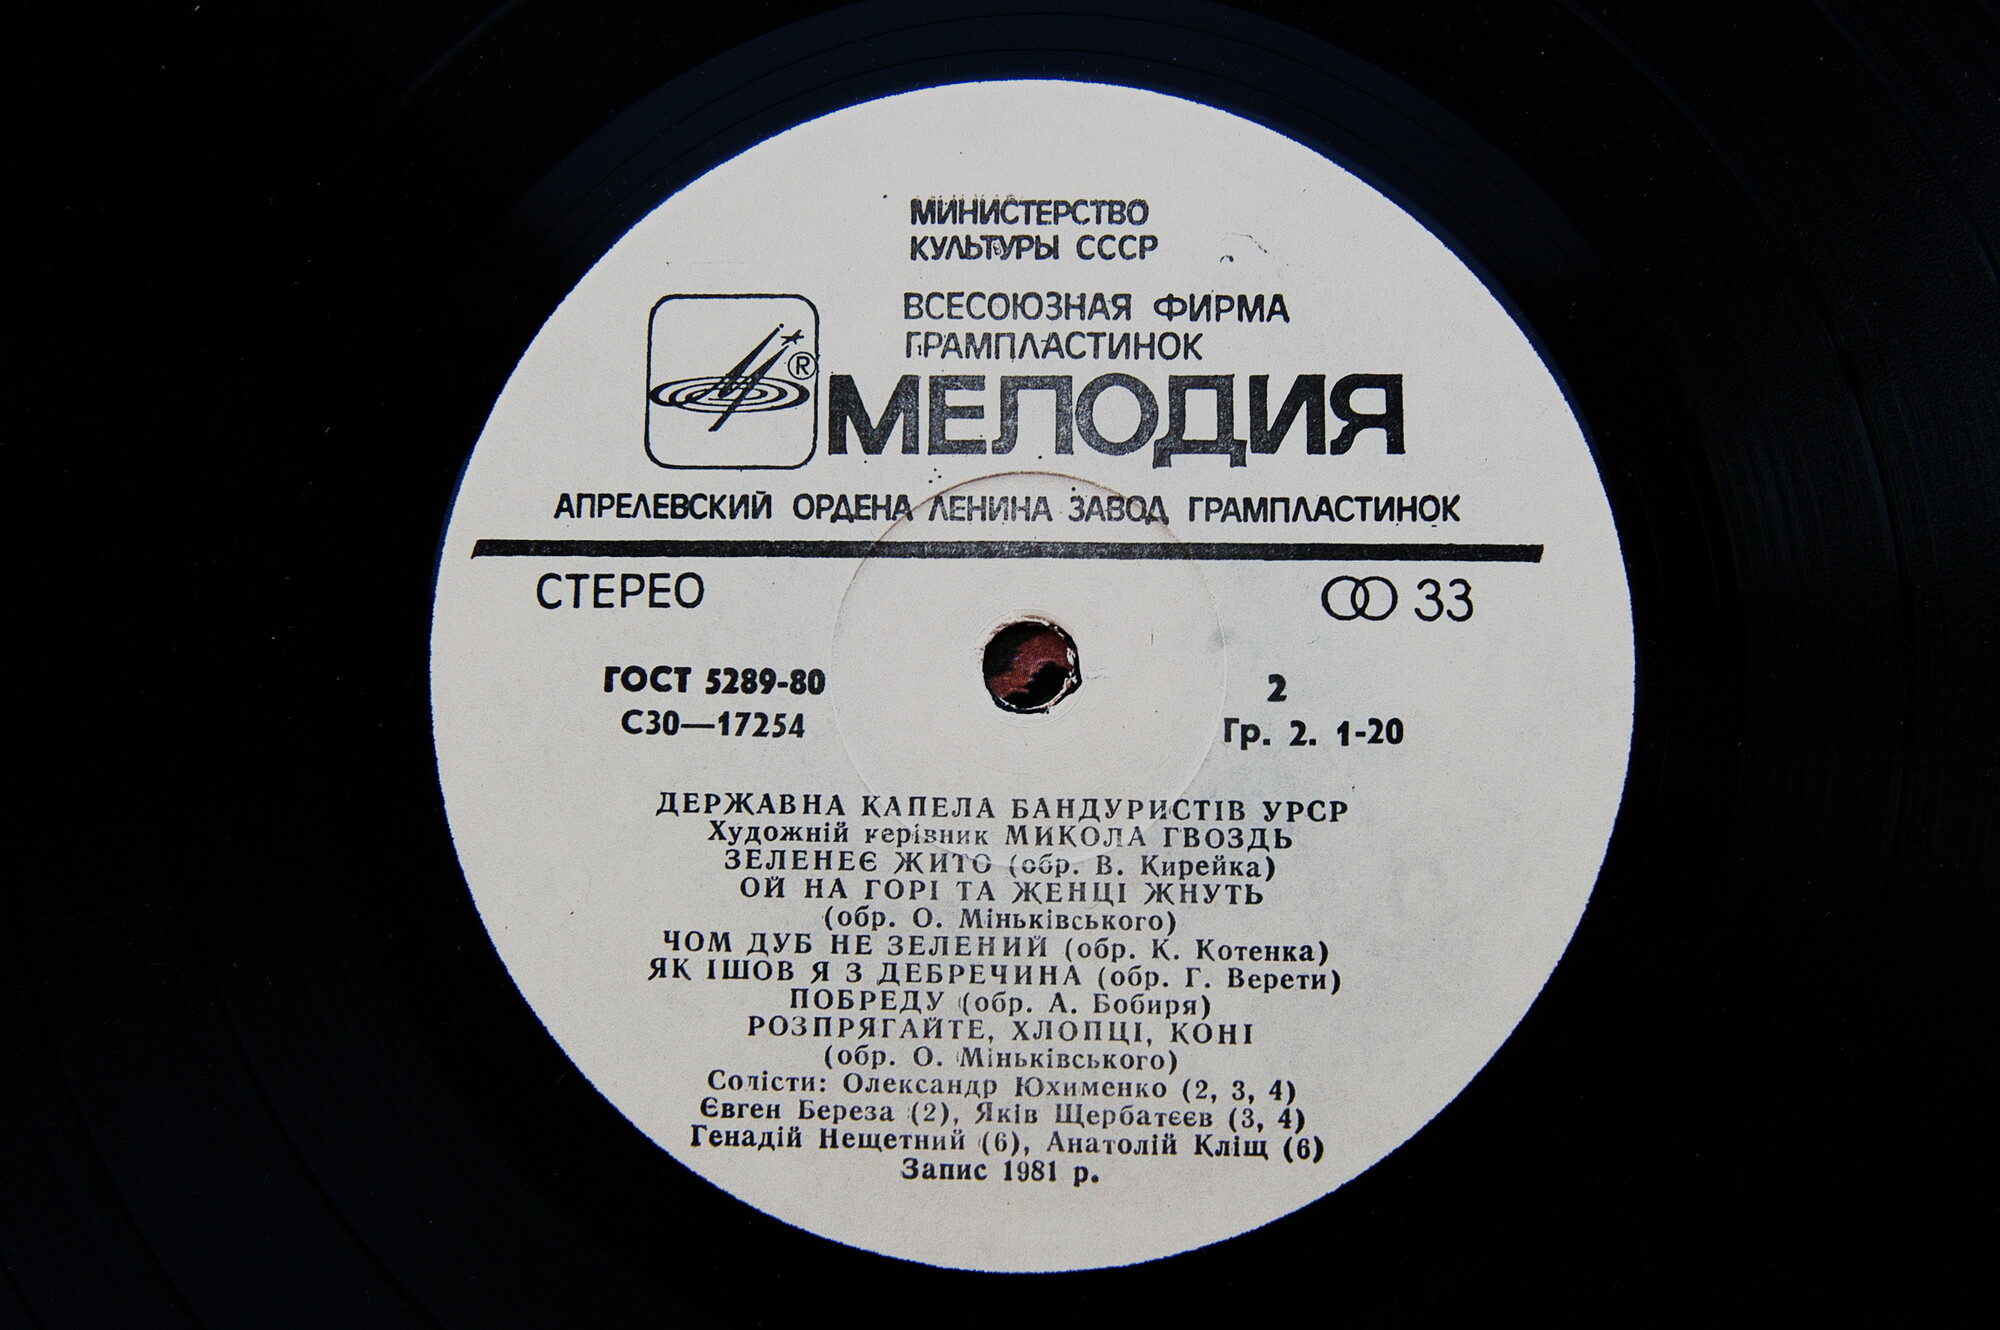 МИНИСТЕРСТВО
КУЛЬТУРЫ СССР
ВСЕСОЮЗНАЯ ФИРМА
ГРАМПЛАСТИНОК
®
МЕЛОДИЯ
АПРЕЛЕВСКИЙ ОРДЕНА ЛЕНИНА ЗАВОД ГРАМПЛАСТИНОК
СТЕРЕО
33
ГОСТ 5289-80
2
С30—17254
Гр. 2. 1-20
ДЕРЖАВНА КАПЕЛА БАНДУРИСТІВ УРСР
Художній керівник МИКОЛА ГВОЗДЬ
ЗЕЛЕНЕЄ ЖИТО (обр. В. Кирейка)
ОЙ НА ГОРІ ТА ЖЕНЦІ ЖНУТЬ
(обр. О. Міньківського)
ЧОМ ДУБ НЕ ЗЕЛЕНИЙ (обр. К. Котенка)
ЯК ІШОВ Я З ДЕБРЕЧИНА (обр. Г. Верети)
ПОБРЕДУ (обр. А. Бобиря)
РОЗПРЯГАЙТЕ, ХЛОПЦІ, КОНІ
(обр. О. Міньківського)
Солісти: Олександр Юхименко (2, 3, 4)
Євген Береза (2), Яків Щербатєєв (3, 4)
Генадій Нещетний (6), Анатолій Кліщ (6)
Запис 1981 р.